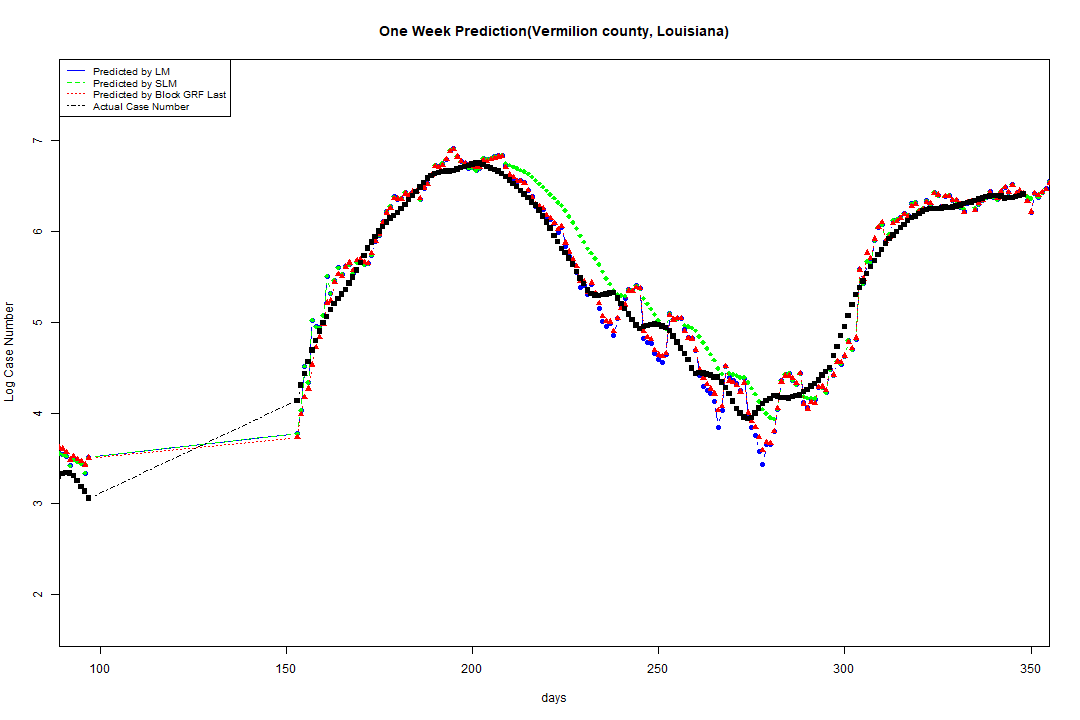 One Week Prediction(Vermilion county, Louisiana)
Predicted by LM
Predicted by SLM
Predicted by Block GRF Last
Actual Case Number
7
6
5
4
3
2
Log Case Number
100 150 200 250 300 350
days